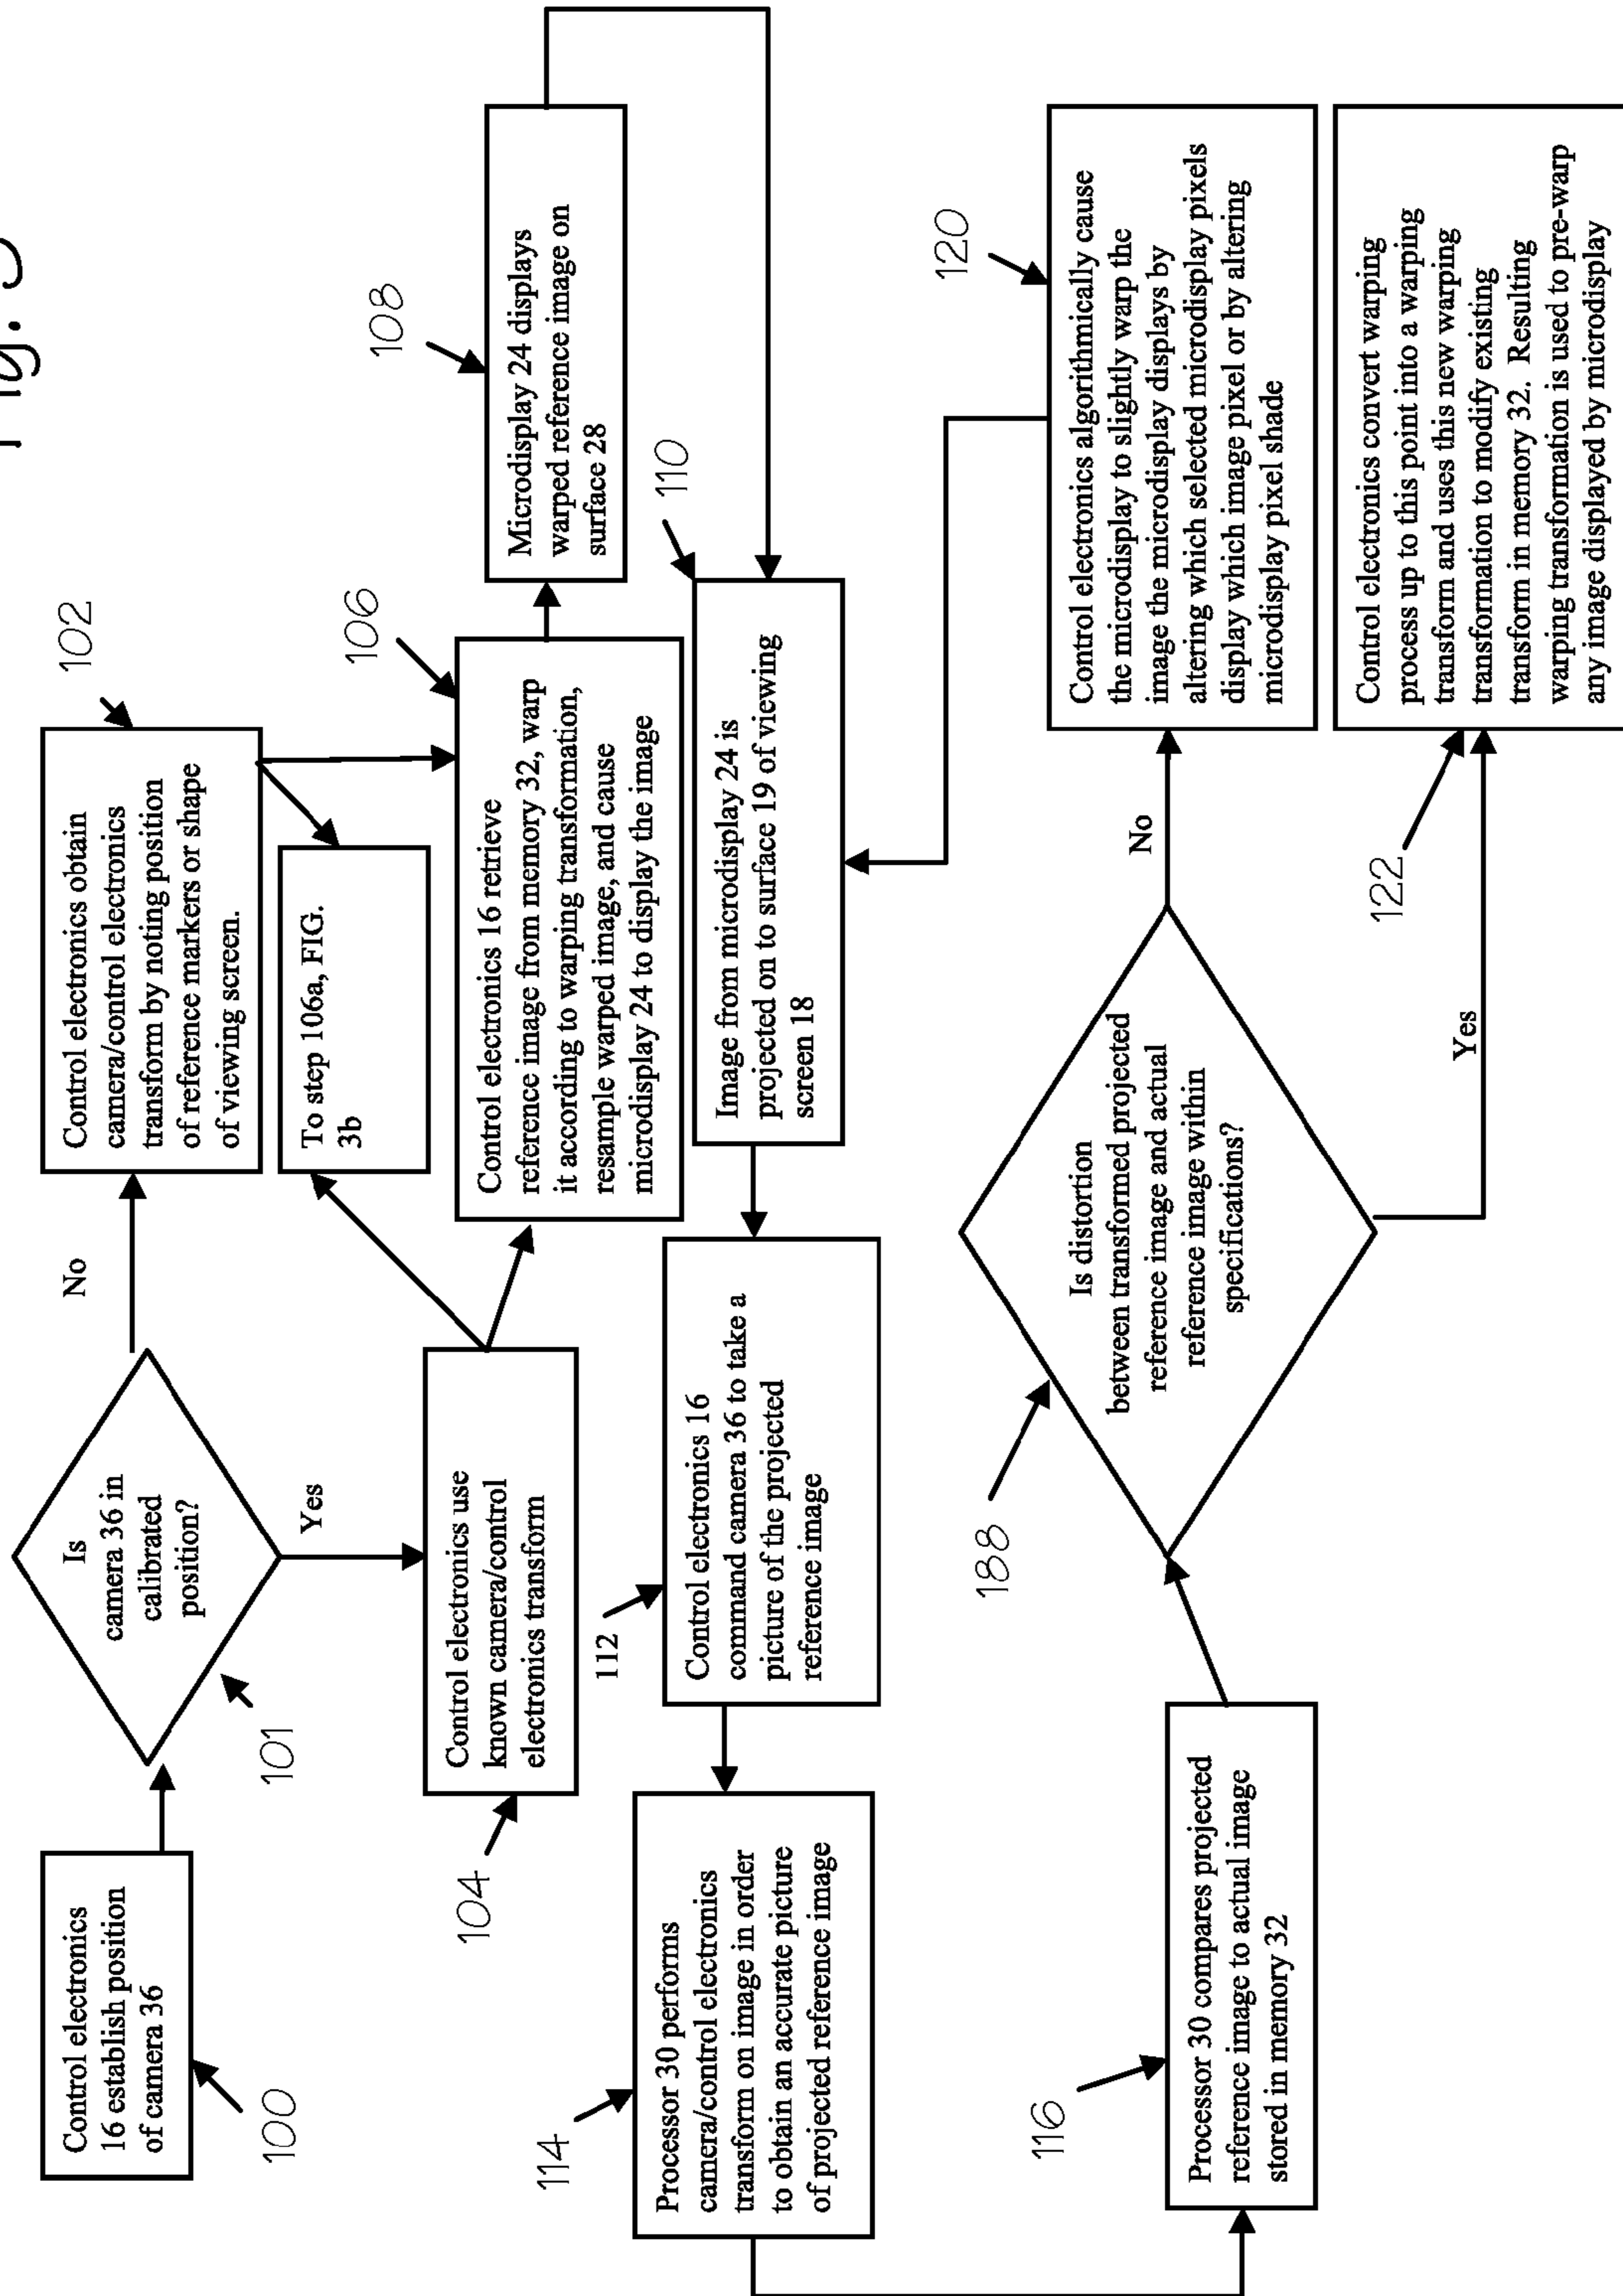 Fig.
Control electronics
16 establish position
of camera 36
100
Is
camera 36 in
calibrated
position?
101
No
Yes
Control electronics obtain
camera/control electronics
transform by noting position
of reference markers or shape
of viewing screen.
102
To step 106a, FIG.
3b
Control electronics use
known camera/control
electronics transform
104
Control electronics 16 retrieve
reference image from memory 32, warp
it according to warping transformation,
resample warped image, and cause
microdisplay 24 to display the image
106
Microdisplay 24 displays
warped reference image on
surface 28
108
Image from microdisplay 24 is
projected on to surface 19 of viewing
screen 18
110
Control electronics 16
command camera 36 to take a
picture of the projected
reference image
112
Processor 30 performs
camera/control electronics
transform on image in order
to obtain an accurate picture
of projected reference image
114
Processor 30 compares projected
reference image to actual image
stored in memory 32
116
Is distortion
between transformed projected
reference image and actual
reference image within
specifications?
188
No
Yes
Control electronics algorithmically cause
the microdisplay to slightly warp the
image the microdisplay displays by
altering which selected microdisplay pixels
display which image pixel or by altering
microdisplay pixel shade
120
Control electronics convert warping
process up to this point into a warping
transform and uses this new warping
transformation to modify existing
transform in memory 32. Resulting
warping transformation is used to pre-warp
any image displayed by microdisplay
122